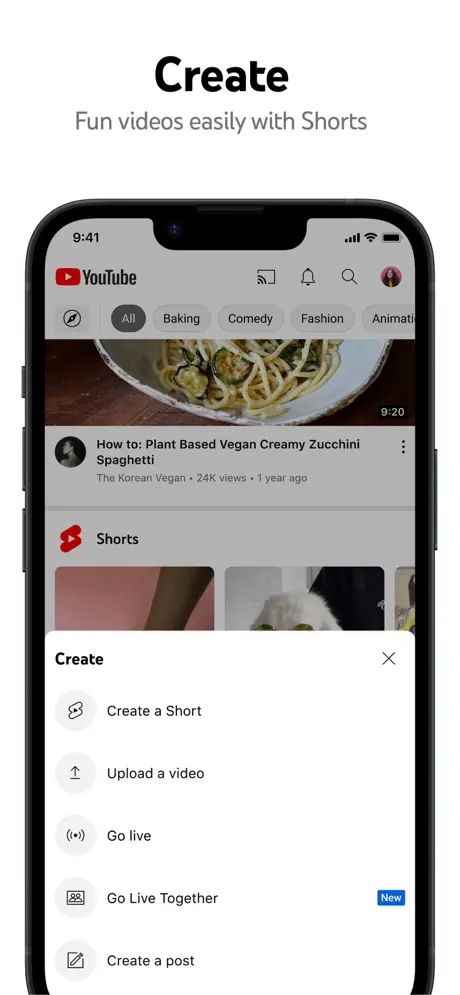 Create
Fun videos easily with Shorts
9:41
YouTube
All
Baking
Comedy
Fashion
Animati
9:20
How to: Plant Based Vegan Creamy Zucchini
Spaghetti
The Korean Vegan • 24K views • 1 year ago
Shorts
Create
Create a Short
Upload a video
Go live
Go Live Together
New
Create a post